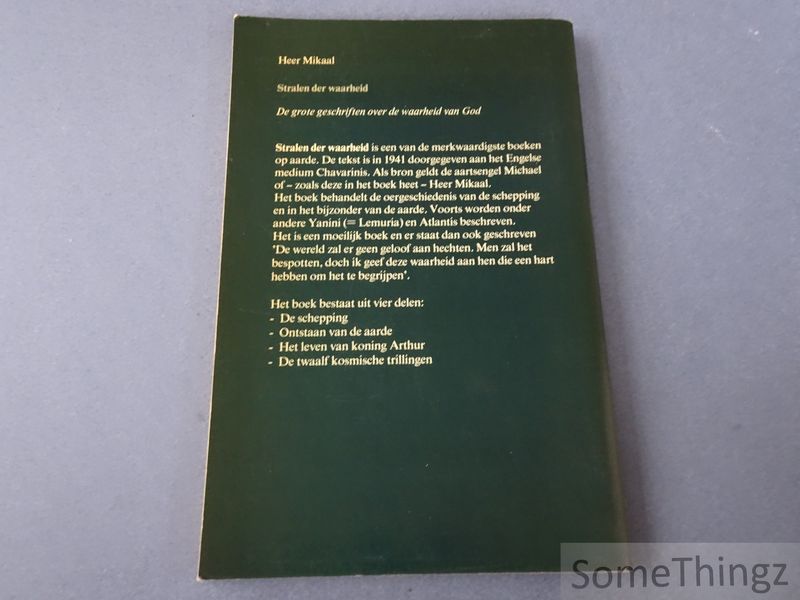 Heer Mikaal
Stralen der waarheid
De grote geschriften over de waarheid van God
Stralen der waarheid is een van de merkwaardigste boeken
op aarde. De tekst is in 1941 doorgegeven aan het Engelse
medium Chavarinis. Als bron geldt de aartsengel Michael
of – zoals deze in het boek heet – Heer Mikaal.
Het boek behandelt de oergeschiedenis van de schepping
en in het bijzonder van de aarde. Voorts worden onder
andere Yanini (= Lemuria) en Atlantis beschreven.
Het is een moeilijk boek en er staat dan ook geschreven
'De wereld zal er geen geloof aan hechten. Men zal het
bespotten, doch ik geef deze waarheid aan hen die een hart
hebben om het te begrijpen'.
Het boek bestaat uit vier delen:
- De schepping
- Ontstaan van de aarde
- Het leven van koning Arthur
- De twaalf kosmische trillingen
SomeThingz